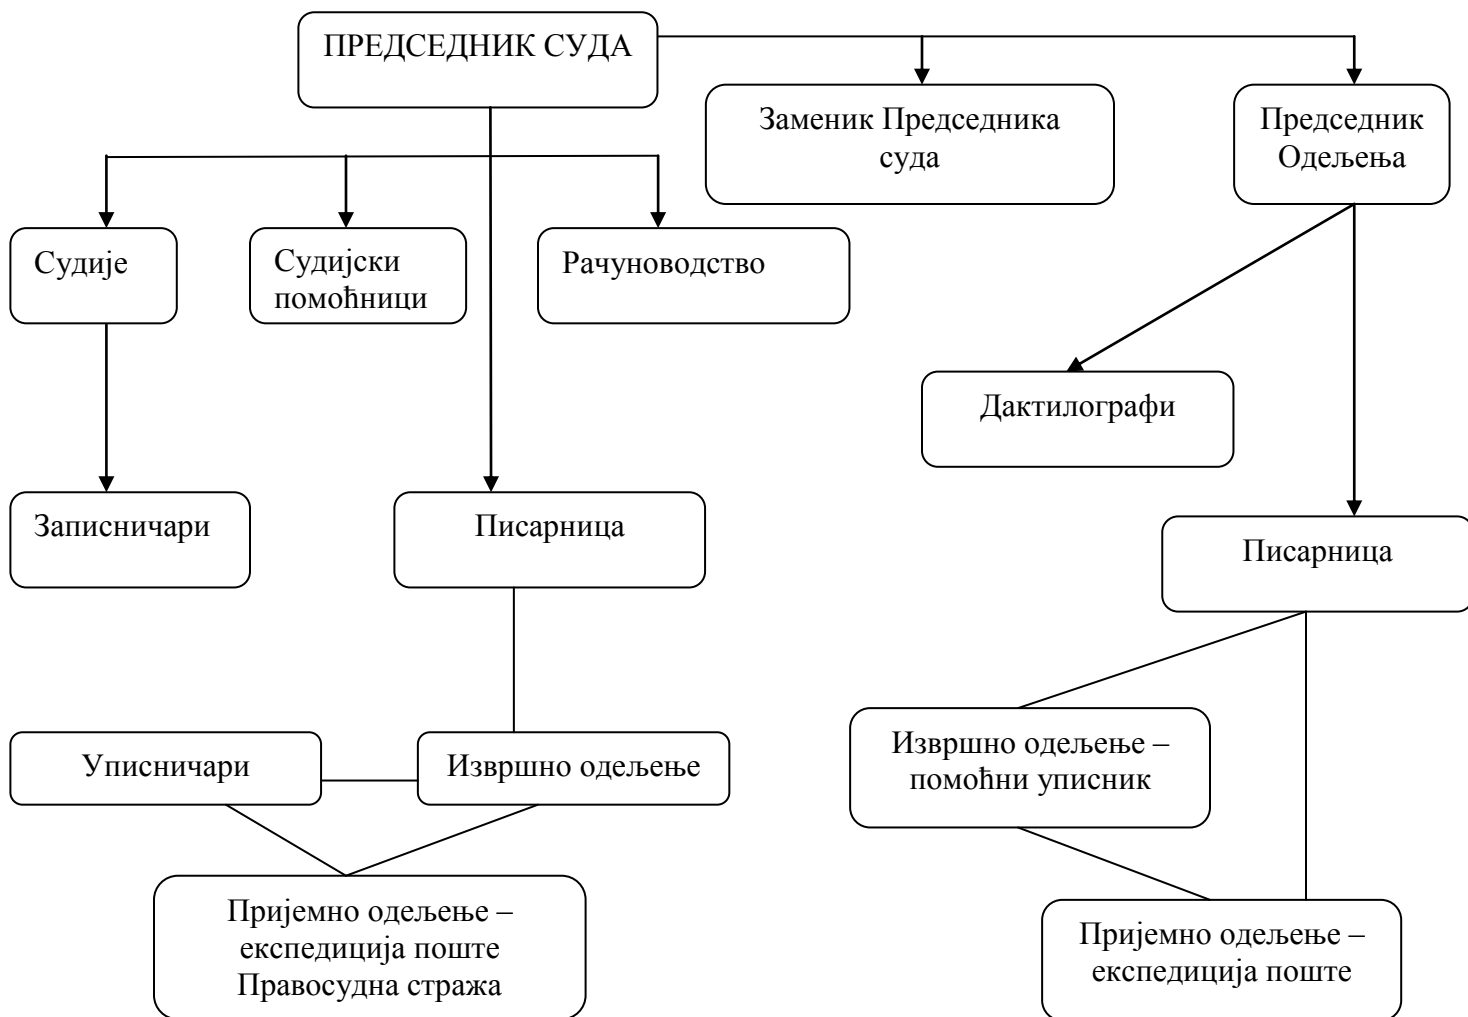 ПРЕДСЕДНИК СУДА
Заменик Председника
суда
Председник
Одељења
Судије
Судијски
помоћници
Рачуноводство
Дактилографи
Записничари
Писарница
Писарница
Уписничари
Извршно одељење
Извршно одељење –
помоћни уписник
Пријемно одељење –
експедиција поште
Правосудна стража
Пријемно одељење –
експедиција поште